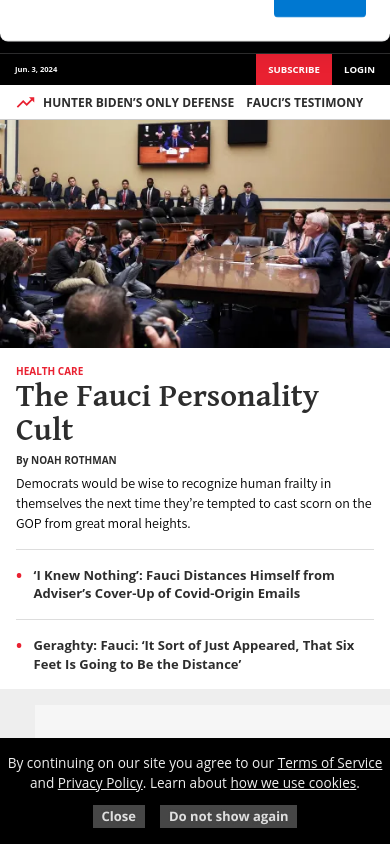 Jun. 3, 2024
SUBSCRIBE
LOGIN
HUNTER BIDEN’S ONLY DEFENSE
FAUCI’S TESTIMONY
HEALTH CARE
The Fauci Personality
Cult
By NOAH ROTHMAN
Democrats would be wise to recognize human frailty in
themselves the next time they’re tempted to cast scorn on the
GOP from great moral heights.
‘I Knew Nothing’: Fauci Distances Himself from
Adviser’s Cover-Up of Covid-Origin Emails
Geraghty: Fauci: ‘It Sort of Just Appeared, That Six
Feet Is Going to Be the Distance’
By continuing on our site you agree to our Terms of Service
and Privacy Policy. Learn about how we use cookies.
Close
Do not show again